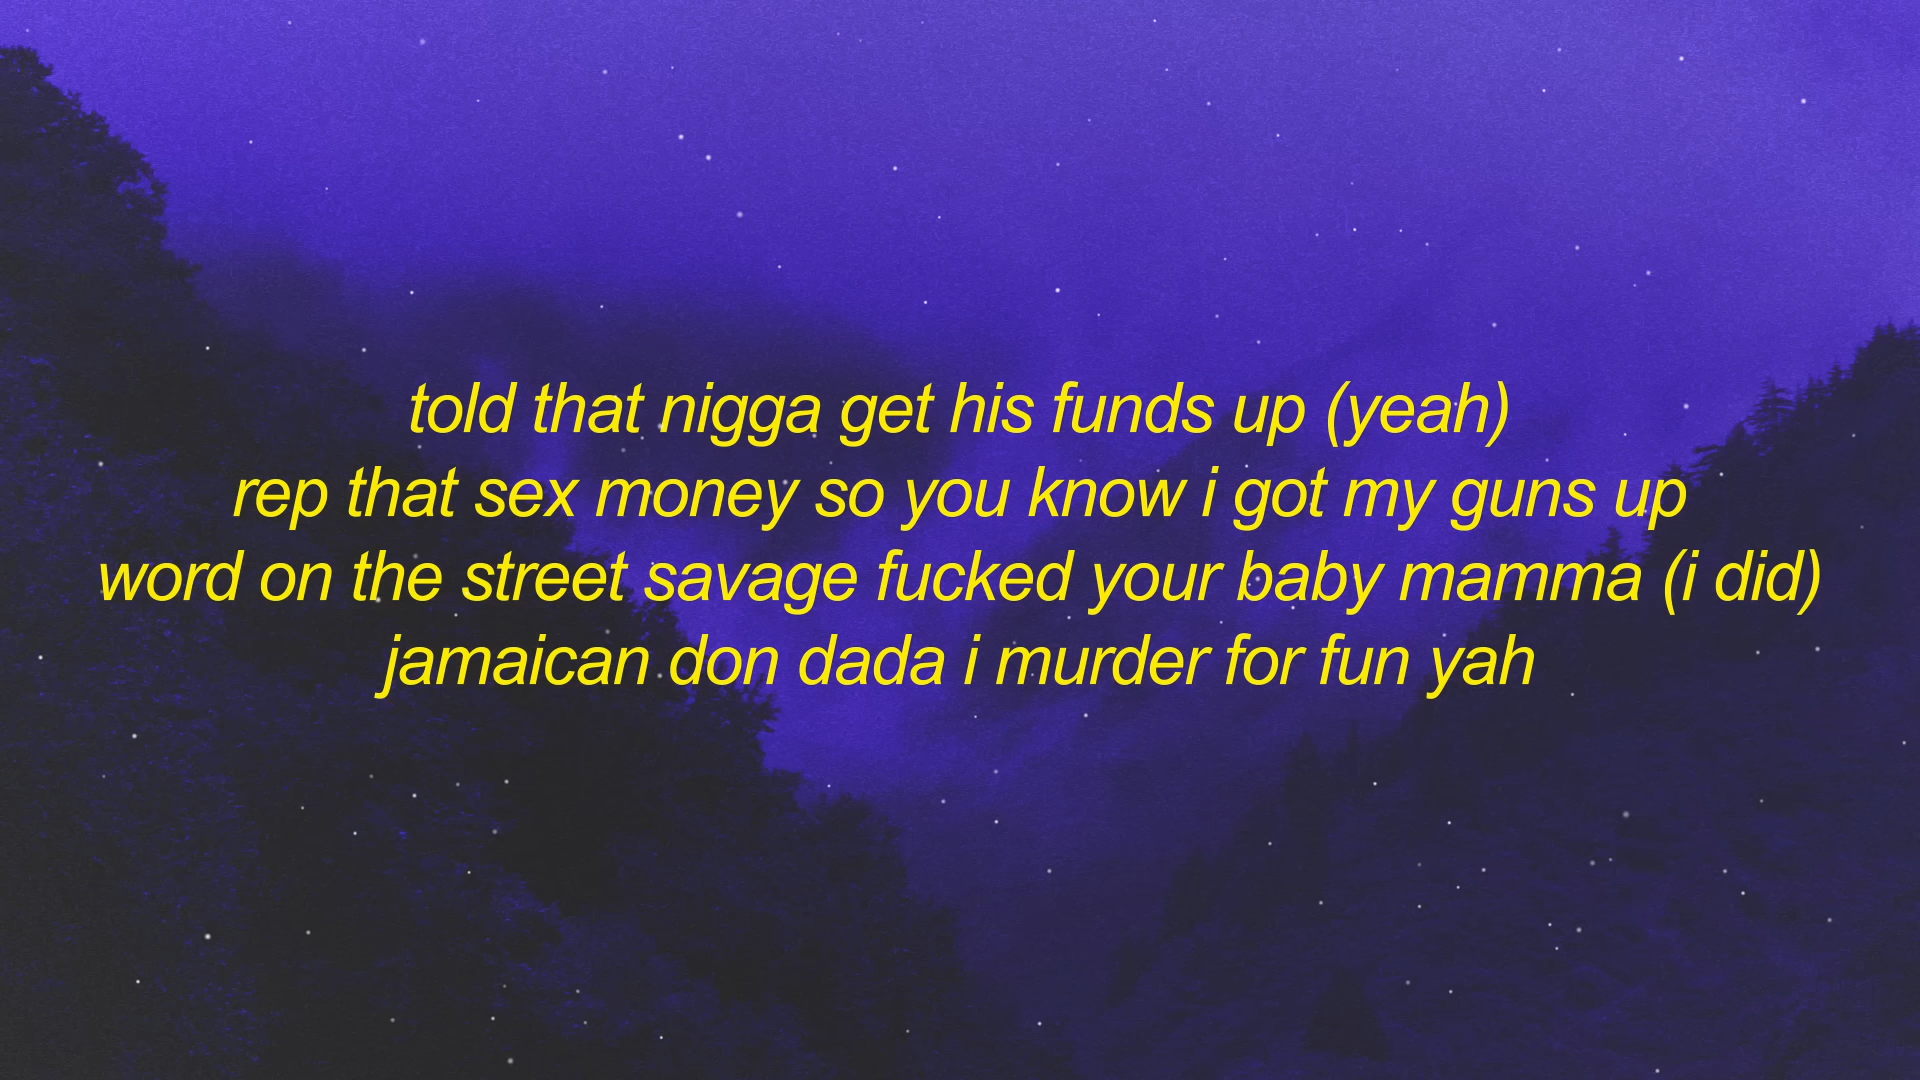 told that nigga get his funds up (yeah)
rep that sex money so you know i got my guns up
word on the street savage fucked your baby mamma (i did)
jamaican don dada i murder for fun yah